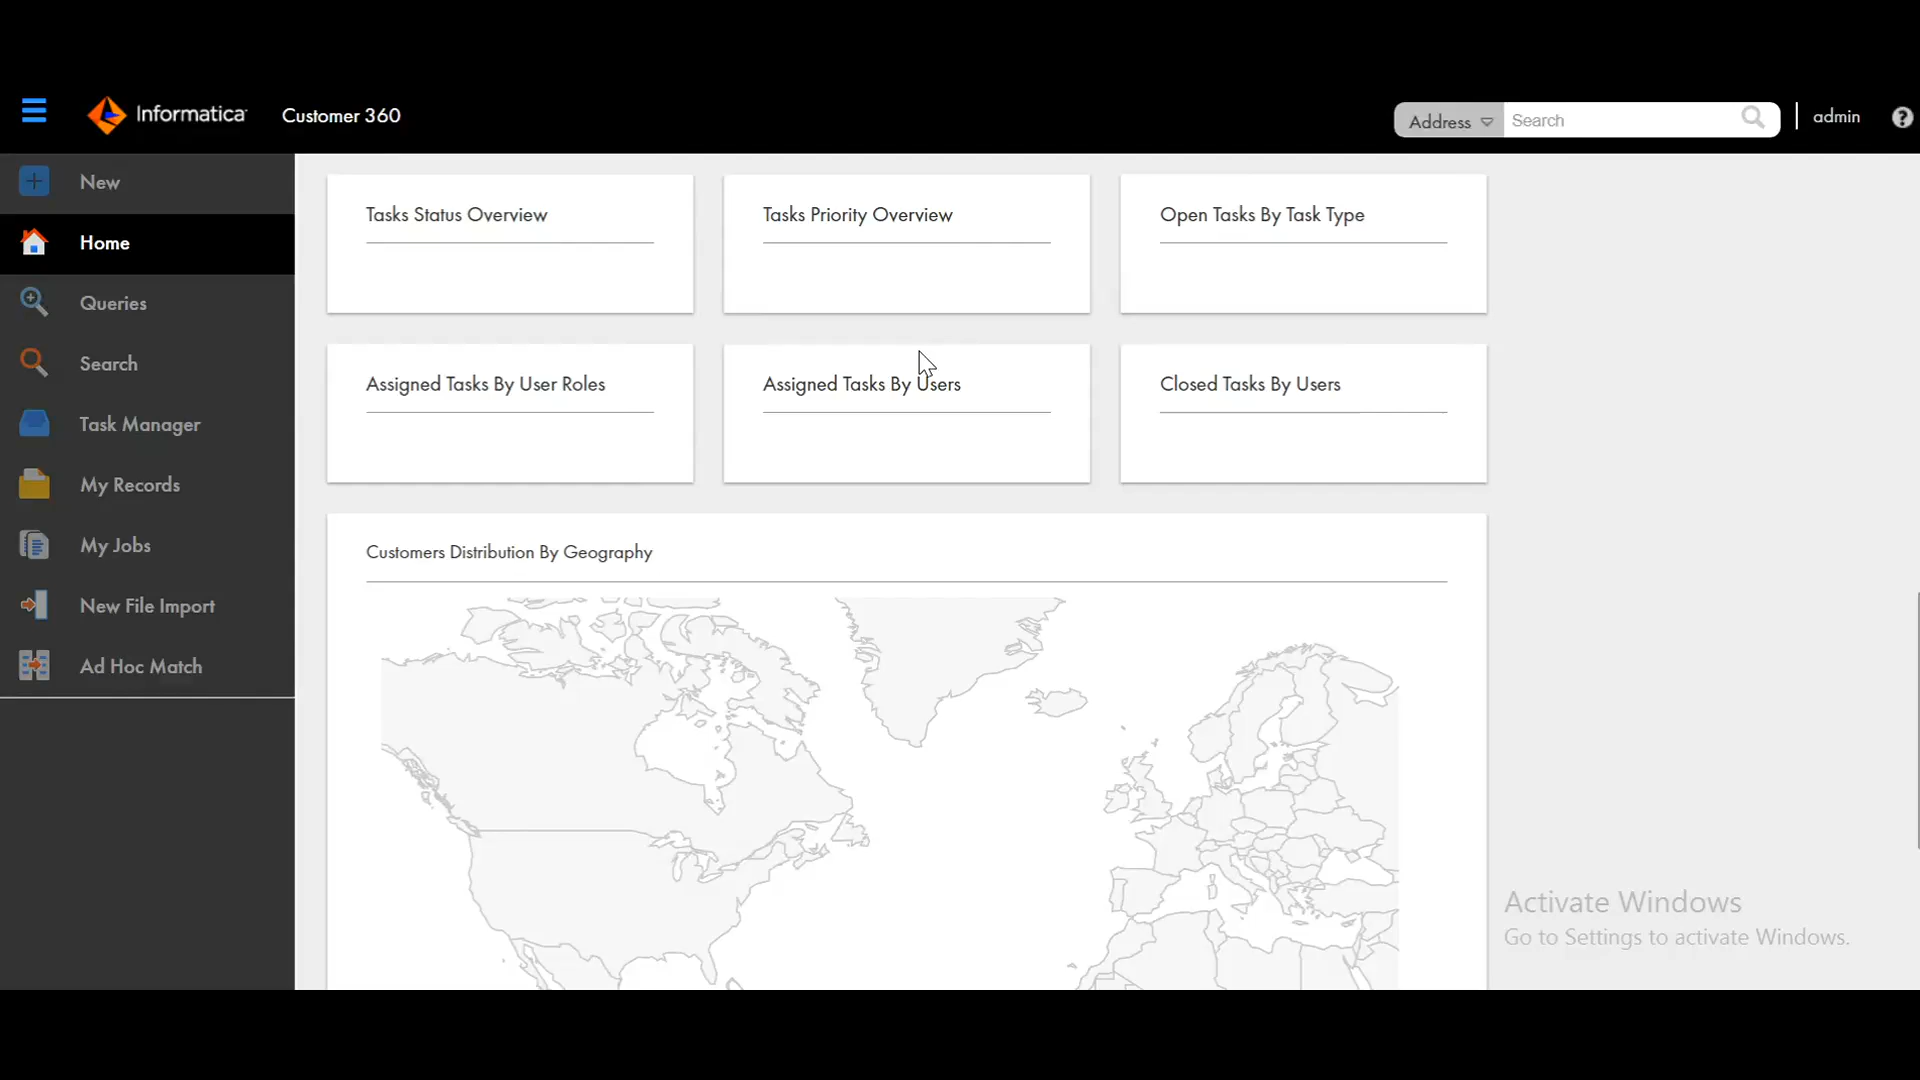 Informatica
Customer 360
Address
Search
admin
?
New
Home
Queries
Search
Task Manager
My Records
My Jobs
New File Import
Ad Hoc Match
Tasks Status Overview
Tasks Priority Overview
Open Tasks By Task Type
Assigned Tasks By User Roles
Assigned Tasks By Users
Closed Tasks By Users
Customers Distribution By Geography
Activate Windows
Go to Settings to activate Windows.